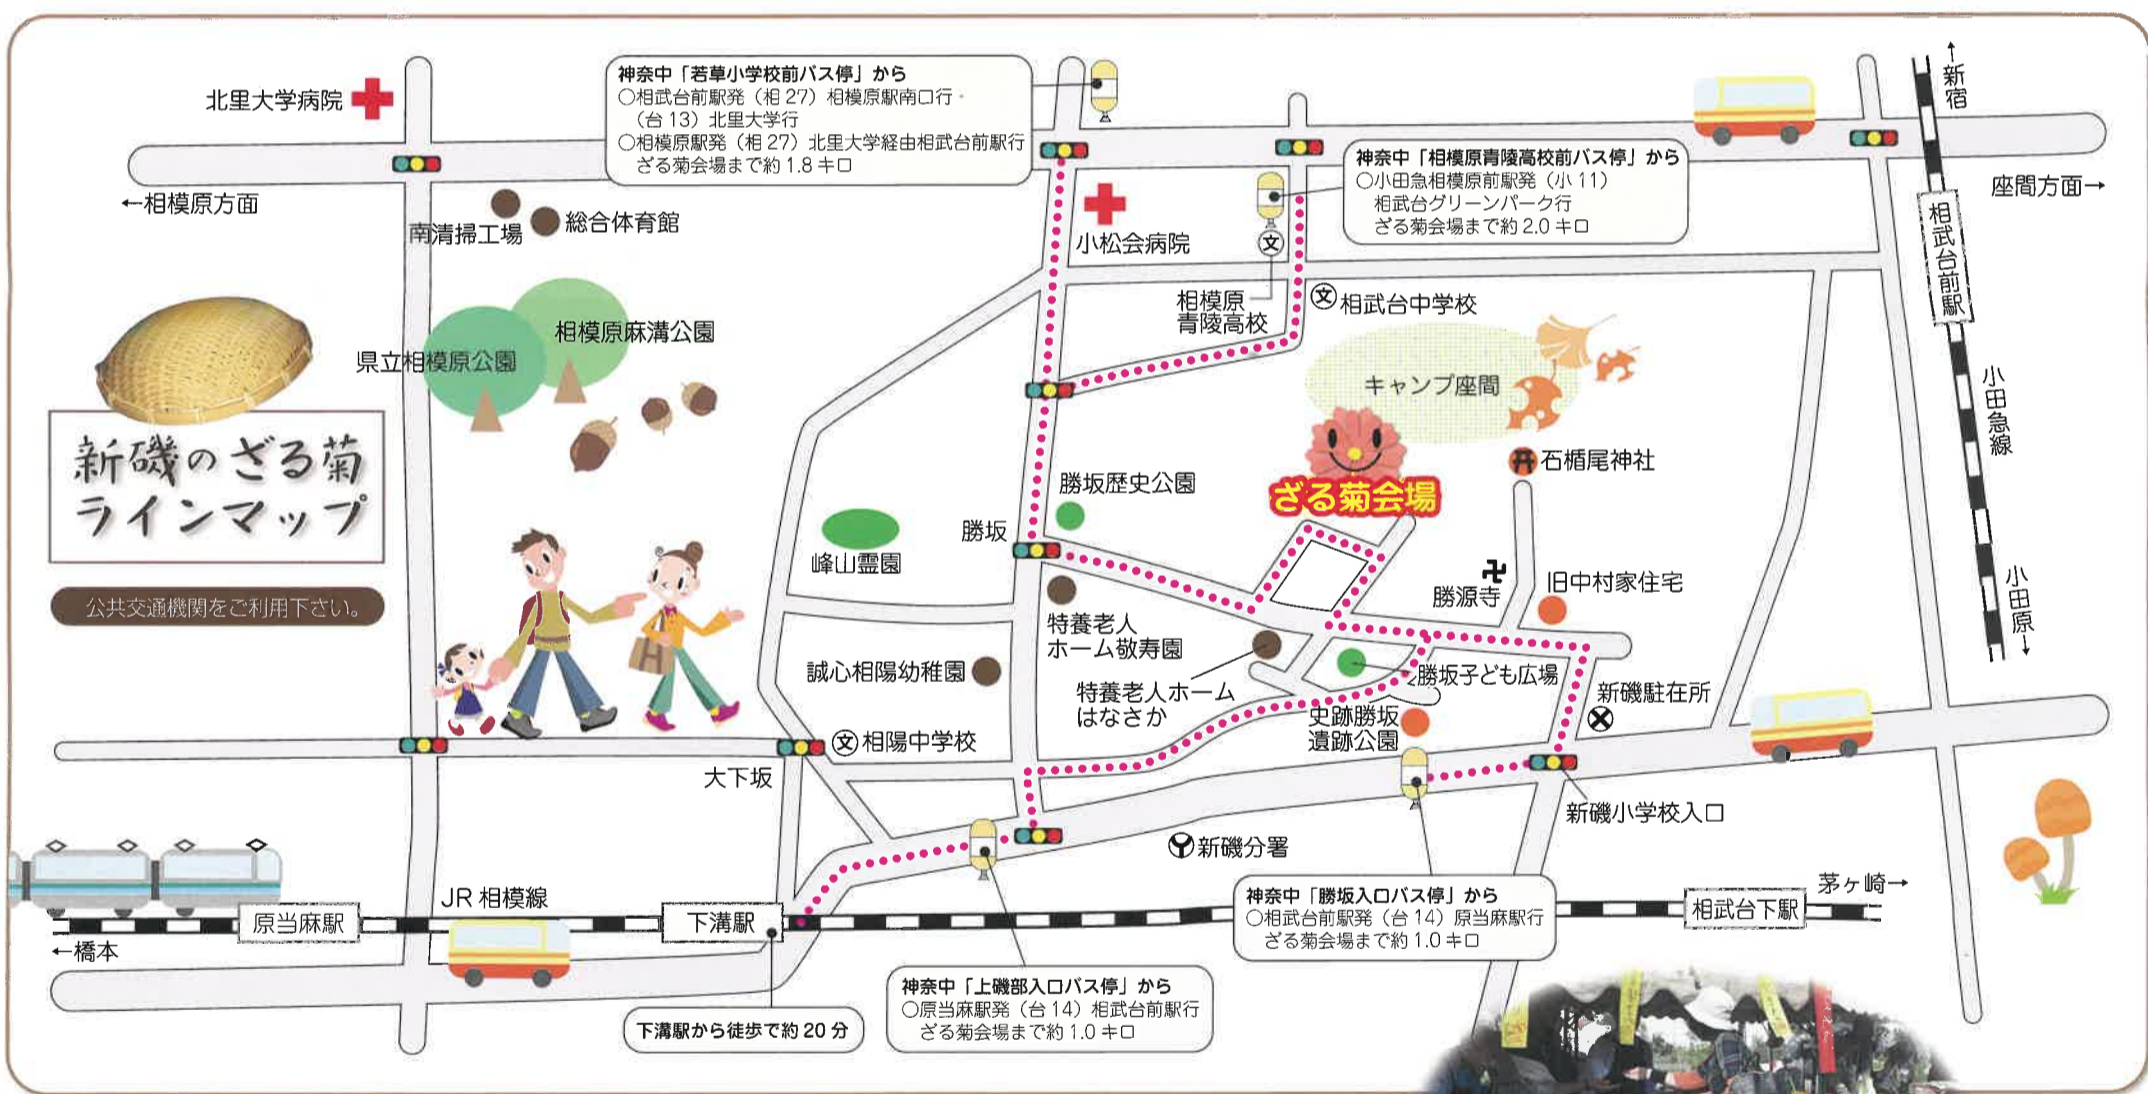 北里大学病院
神奈中「若草小学校前バス停」から
○相武台前駅発（相27）相模原駅南口行・
（台13）北里大学行
○相模原駅発（相27）北里大学経由相武台前駅行
ざる菊会場まで約1.8キロ
↑新宿
神奈中「相模原青陵高校前バス停」から
○小田急相模原前駅発（小11）
相武台グリーンパーク行
ざる菊会場まで約2.0キロ
←相模原方面
座間方面→
南清掃工場
総合体育館
小松会病院
文
相武台前駅
相模原
青陵高校
文
相武台中学校
県立相模原公園
相模原麻溝公園
キャンプ座間
小田急線
新磯のざる菊
ラインマップ
公共交通機関をご利用下さい。
石楯尾神社
勝坂歴史公園
ざる菊会場
勝坂
峰山霊園
勝源寺
旧中村家住宅
小田原↓
特養老人
ホーム敬寿園
誠心相陽幼稚園
特養老人ホーム
はなさか
勝坂子ども広場
新磯駐在所
史跡勝坂
遺跡公園
文
相陽中学校
大下坂
新磯小学校入口
新磯分署
JR相模線
原当麻駅
下溝駅
神奈中「勝坂入口バス停」から
○相武台前駅発（台14）原当麻駅行
ざる菊会場まで約1.0キロ
相武台下駅
茅ヶ崎→
←橋本
神奈中「上磯部入口バス停」から
○原当麻駅発（台14）相武台前駅行
ざる菊会場まで約1.0キロ
下溝駅から徒歩で約20分